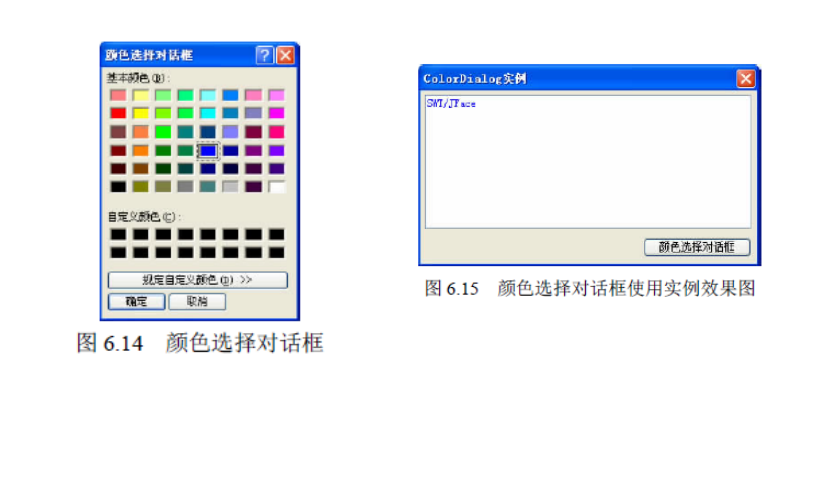 颜色选择对话框
基本颜色(B):
自定义颜色(C):
规定自定义颜色(D) >>
确定 取消
图 6.14 颜色选择对话框
ColorDialog实例
SWT/JFace
颜色选择对话框
图 6.15 颜色选择对话框使用实例效果图